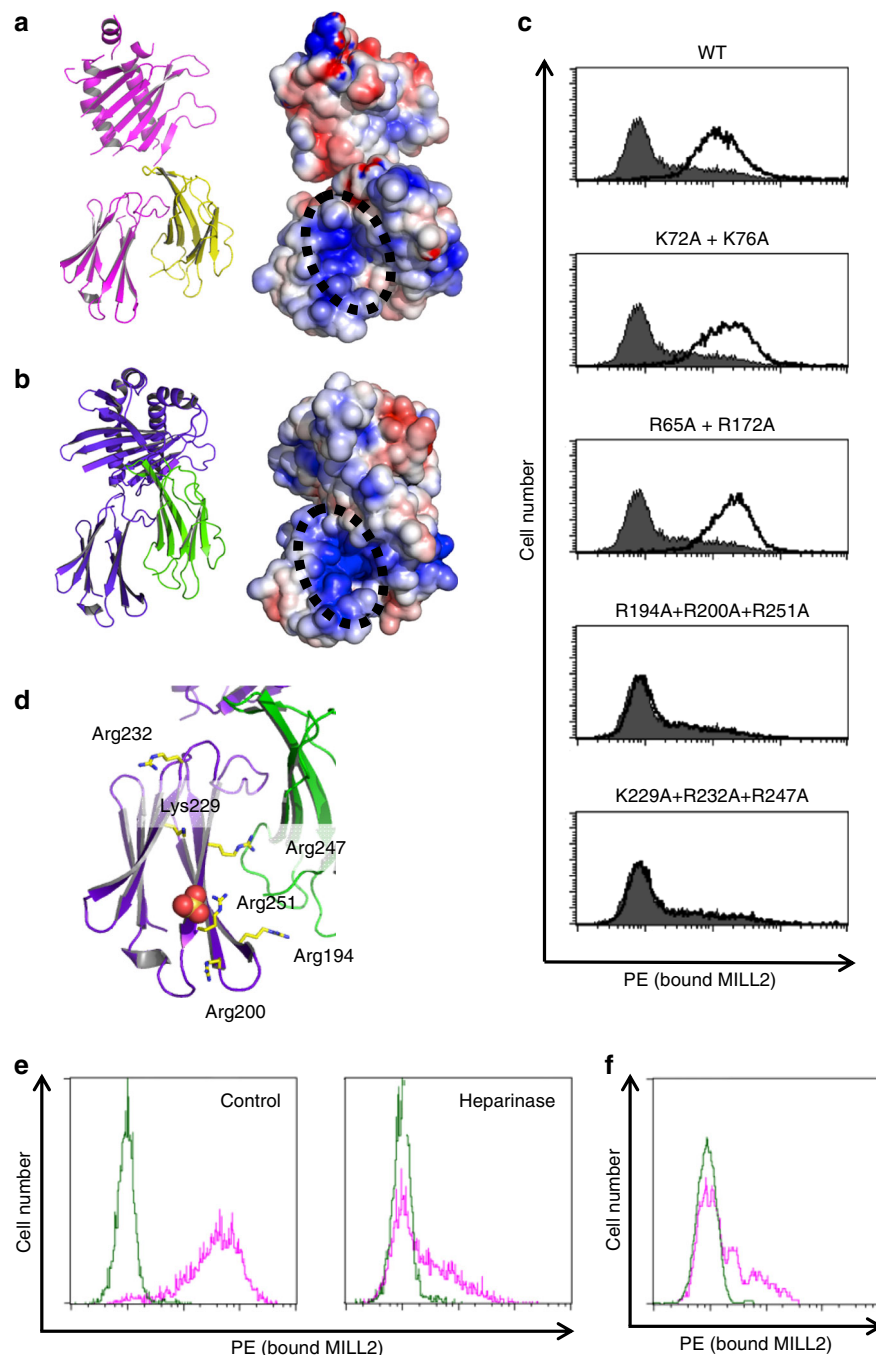 a
c
WT
K72A + K76A
b
R65A + R172A
Cell number
R194A+R200A+R251A
d
Arg232
Lys229
K229A+R232A+R247A
Arg247
Arg251
Arg194
Arg200
PE (bound MILL2)
e
f
Control
Heparinase
Cell number
Cell number
PE (bound MILL2)
PE (bound MILL2)